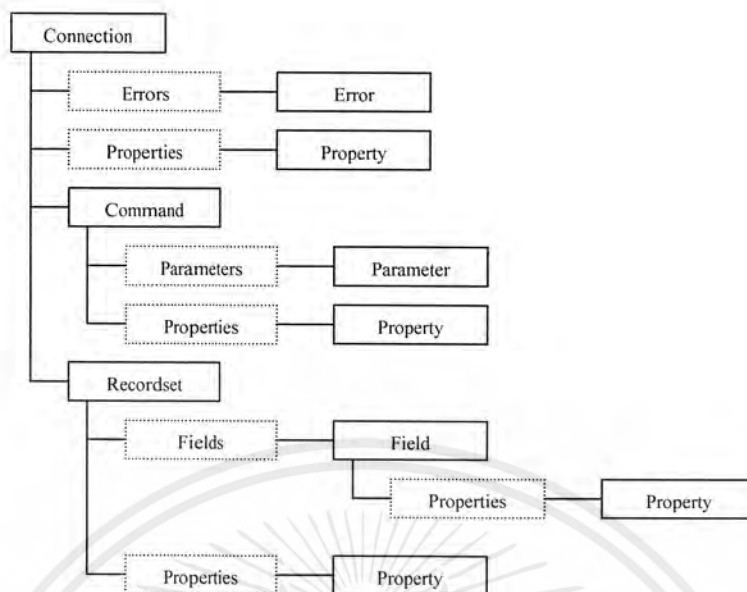 Connection
Errors Error
Properties Property
Command
Parameters Parameter
Properties Property
Recordset
Fields Field
Properties Property
Properties Property